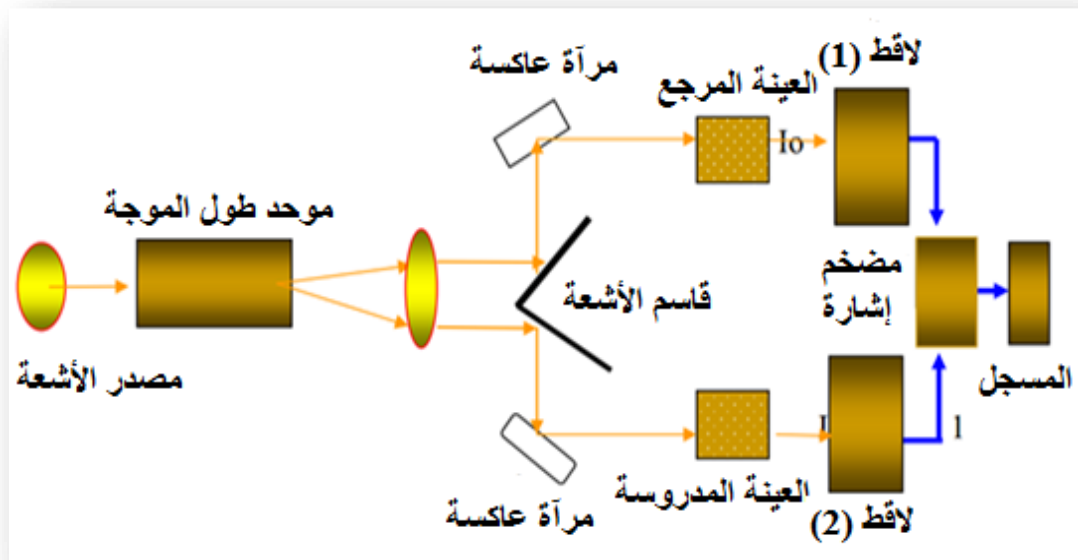 لاقط (1)
مرآة عاكسة
العينة المرجع
Io
موحد طول الموجة
مضخم
إشارة
قاسم الأشعة
مصدر الأشعة
المسجل
I
l
العينة المدروسة
مرآة عاكسة
لاقط (2)